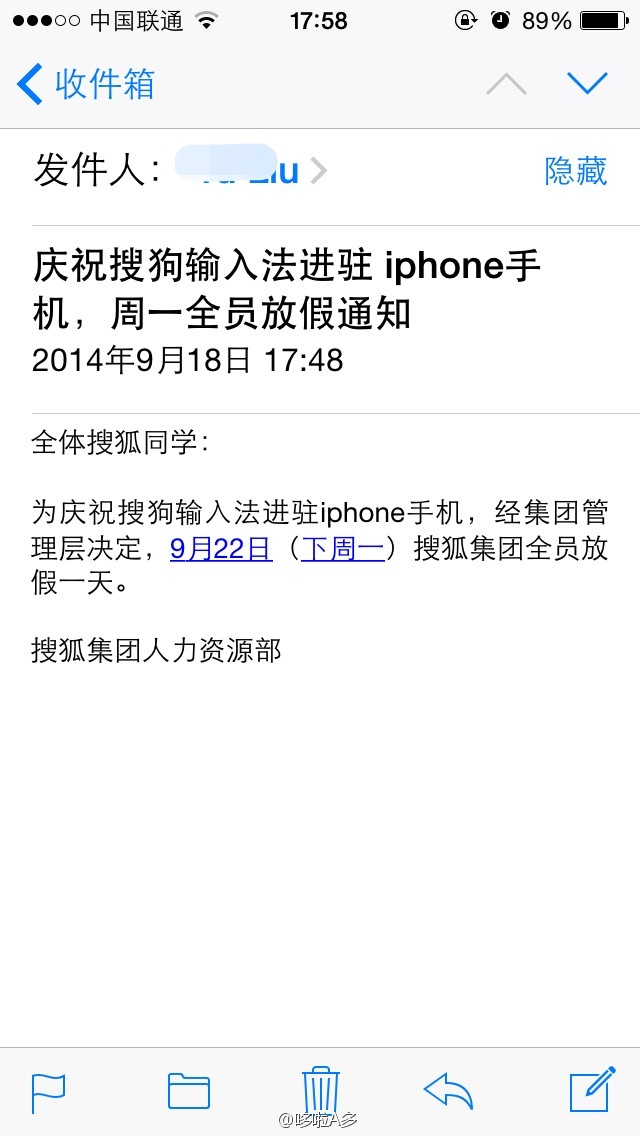 中国联通 17:58 89%
收件箱
发件人： 隐藏
庆祝搜狗输入法进驻 iphone手
机，周一全员放假通知
2014年9月18日 17:48
全体搜狐同学：
为庆祝搜狗输入法进驻iphone手机，经集团管
理层决定，9月22日（下周一）搜狐集团全员放
假一天。
搜狐集团人力资源部
@哆啦A多